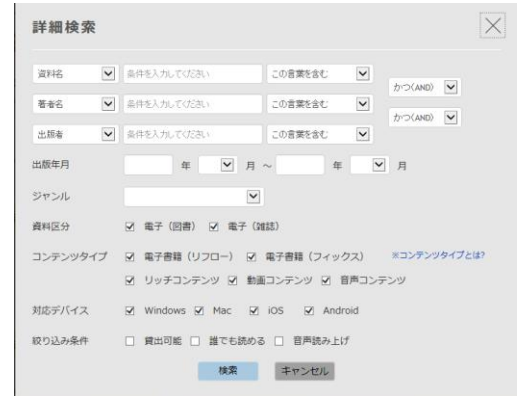 詳細検索
資料名 条件を入力してください この言葉を含む かつ(AND)
著者名 条件を入力してください この言葉を含む かつ(AND)
出版者 条件を入力してください この言葉を含む
出版年月 年 月 ～ 年 月
ジャンル
資料区分 電子（図書） 電子（雑誌）
コンテンツタイプ 電子書籍（リフロー） 電子書籍（フィックス） ※コンテンツタイプとは?
リッチコンテンツ 動画コンテンツ 音声コンテンツ
対応デバイス Windows Mac iOS Android
絞り込み条件 貸出可能 誰でも読める 音声読み上げ
検索 キャンセル